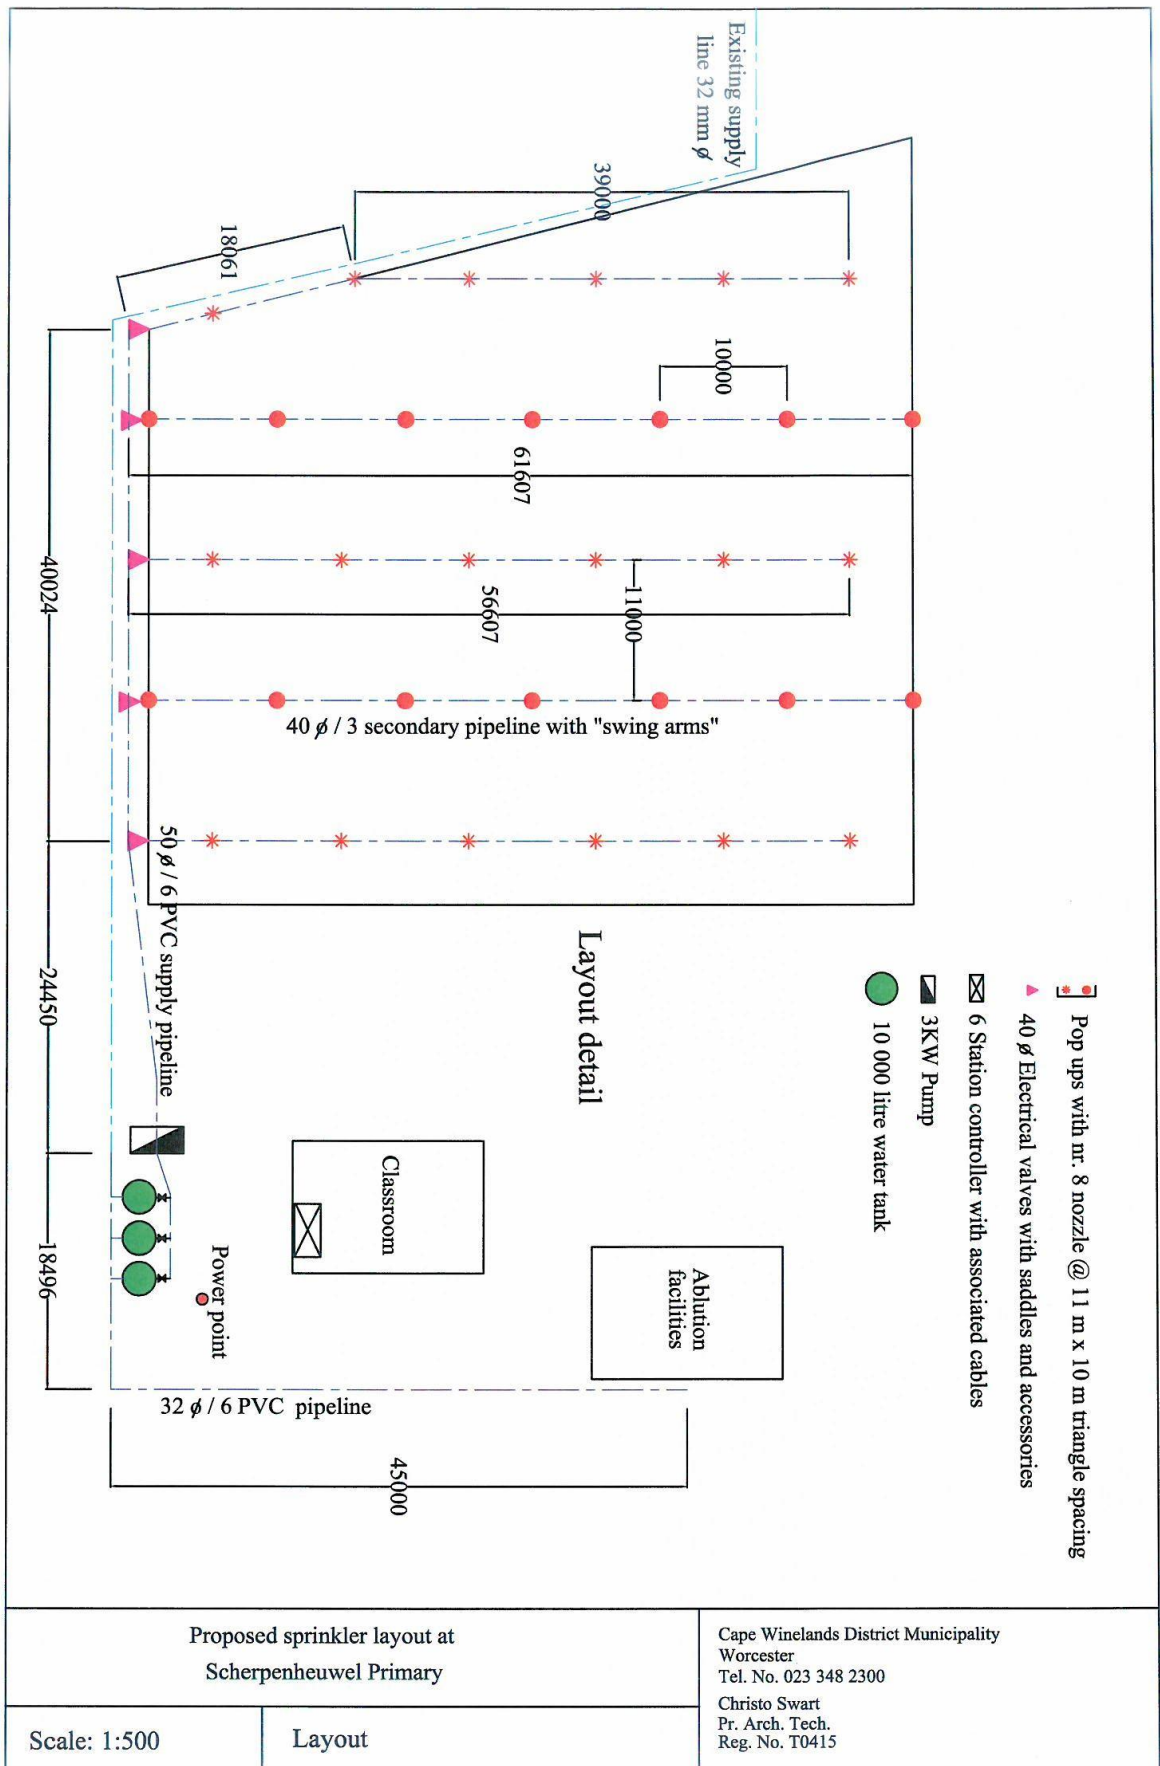 Existing supply
line 32 mm ø
39000
18061
10000
61607
40024
56607
11000
40 ø / 3 secondary pipeline with "swing arms"
50 ø / 6 PVC supply pipeline
24450
18496
Layout detail
Pop ups with nr. 8 nozzle @ 11 m x 10 m triangle spacing
40 ø Electrical valves with saddles and accessories
6 Station controller with associated cables
3KW Pump
10 000 litre water tank
Classroom
Ablution
facilities
Power point
32 ø / 6 PVC pipeline
45000
Proposed sprinkler layout at
Scherpenheuwel Primary
Scale: 1:500
Layout
Cape Winelands District Municipality
Worcester
Tel. No. 023 348 2300
Christo Swart
Pr. Arch. Tech.
Reg. No. T0415